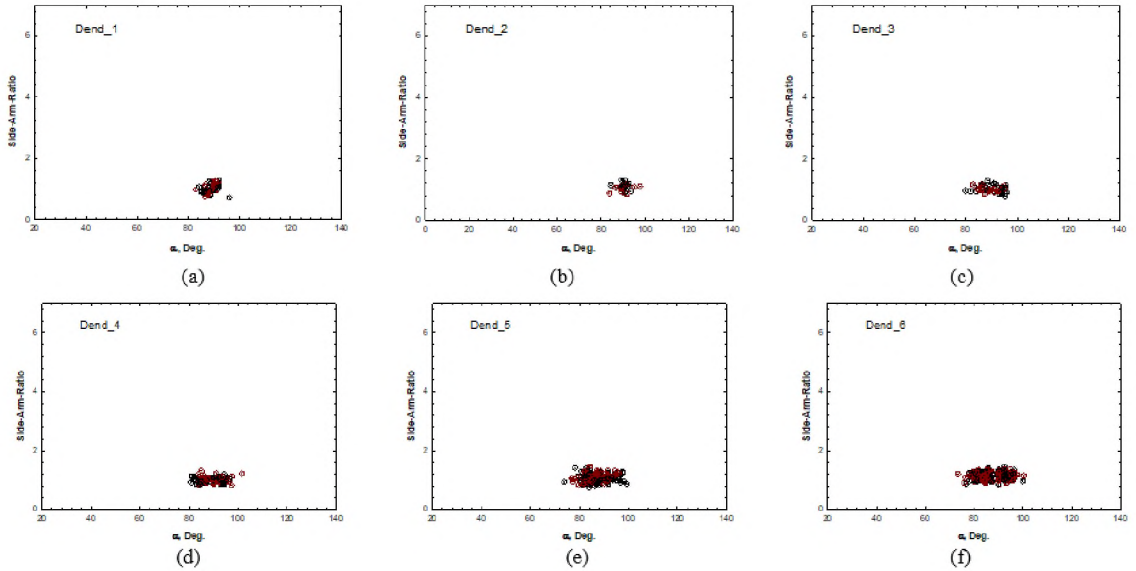 Dend_1
Side-Arm-Ratio
6
4
2
0
20 40 60 80 100 120 140
α, Deg.
(a)
Dend_2
Side-Arm-Ratio
6
4
2
0
0 20 40 60 80 100 120 140
α, Deg.
(b)
Dend_3
Side-Arm-Ratio
6
4
2
0
20 40 60 80 100 120 140
α, Deg.
(c)
Dend_4
Side-Arm-Ratio
6
4
2
0
20 40 60 80 100 120 140
α, Deg.
(d)
Dend_5
Side-Arm-Ratio
6
4
2
0
20 40 60 80 100 120 140
α, Deg.
(e)
Dend_6
Side-Arm-Ratio
6
4
2
0
20 40 60 80 100 120 140
α, Deg.
(f)